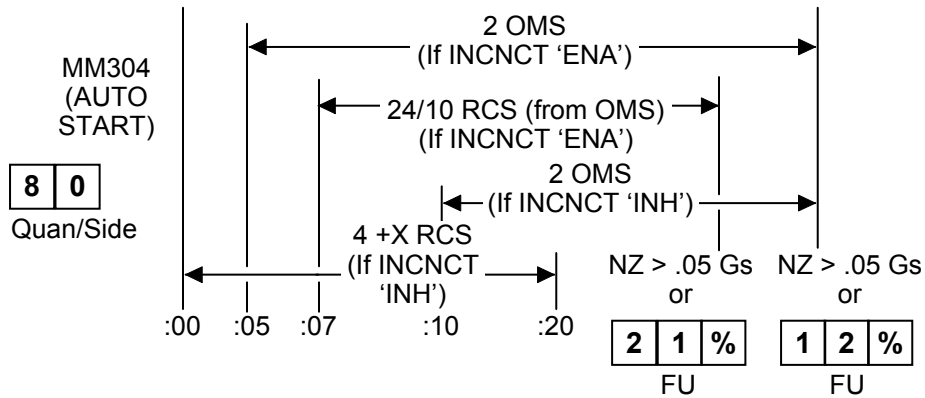 2 OMS
(If INCNCT ‘ENA’)
MM304
(AUTO
START)
24/10 RCS (from OMS)
(If INCNCT ‘ENA’)
8 0
Quan/Side
2 OMS
(If INCNCT ‘INH’)
4 +X RCS
(If INCNCT
‘INH’)
NZ > .05 Gs
or
NZ > .05 Gs
or
:00 :05 :07 :10 :20
2 1 %
FU
1 2 %
FU